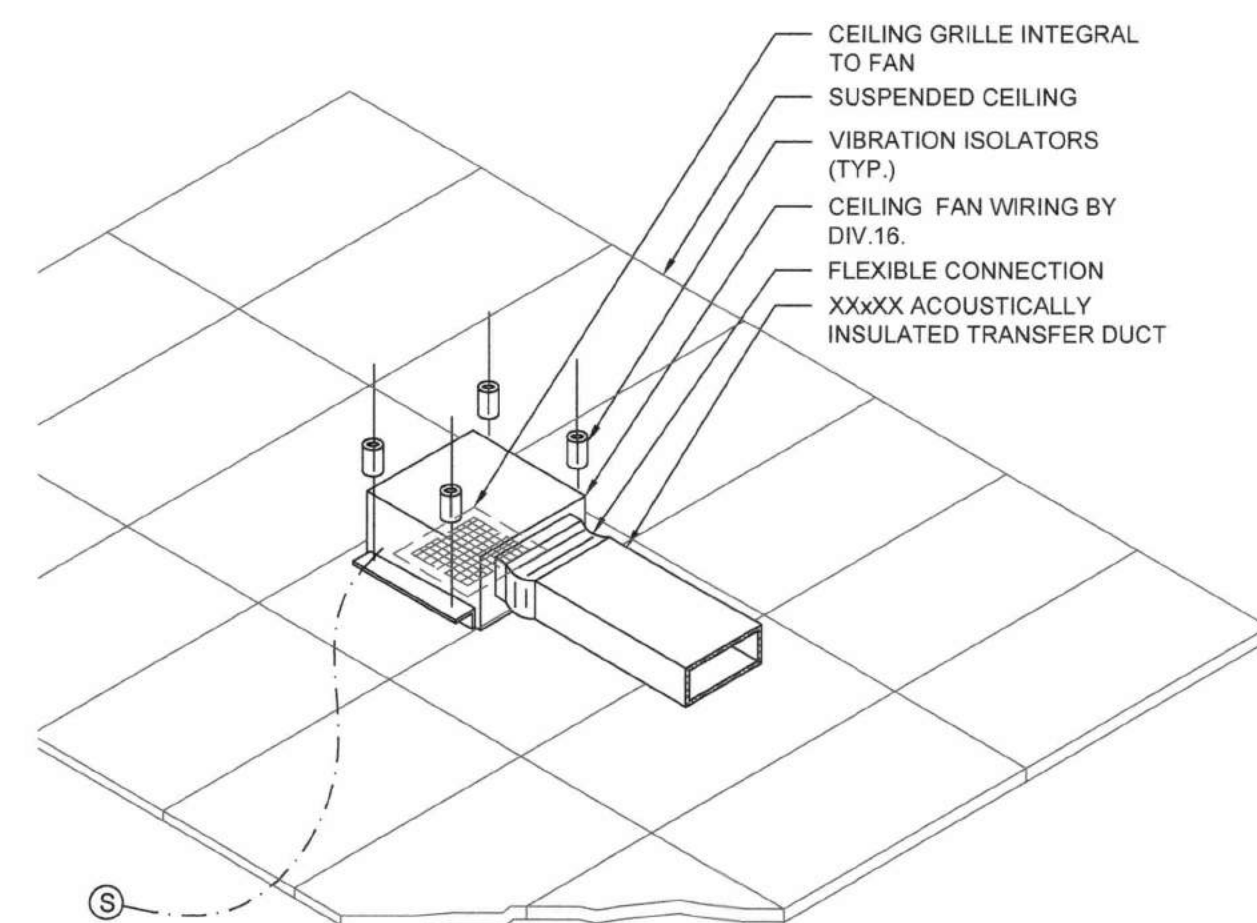 CEILING GRILLE INTEGRAL
TO FAN
SUSPENDED CEILING
VIBRATION ISOLATORS
(TYP.)
CEILING FAN WIRING BY
DIV.16.
FLEXIBLE CONNECTION
XXxXX ACOUSTICALLY
INSULATED TRANSFER DUCT
S